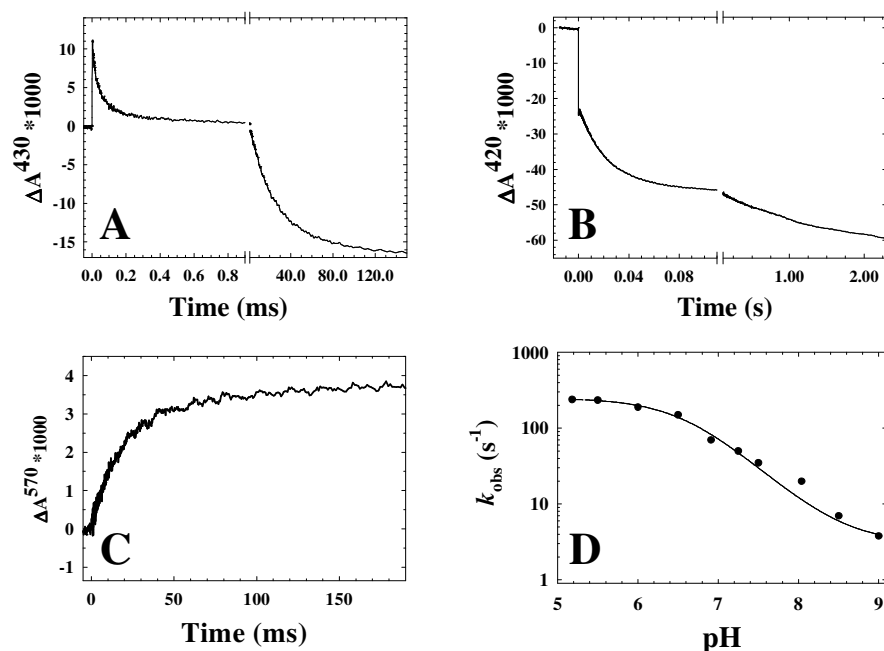 ΔA⁴³⁰*1000
10
5
0
-5
-10
-15
A
0.0 0.2 0.4 0.6 0.8 40.0 80.0 120.0
Time (ms)
ΔA⁴²⁰*1000
0
-10
-20
-30
-40
-50
-60
B
0.00 0.04 0.08 1.00 2.00
Time (s)
ΔA⁵⁷⁰*1000
4
3
2
1
0
-1
C
0 50 100 150
Time (ms)
k_obs (s⁻¹)
1000
100
10
1
D
5 6 7 8 9
pH